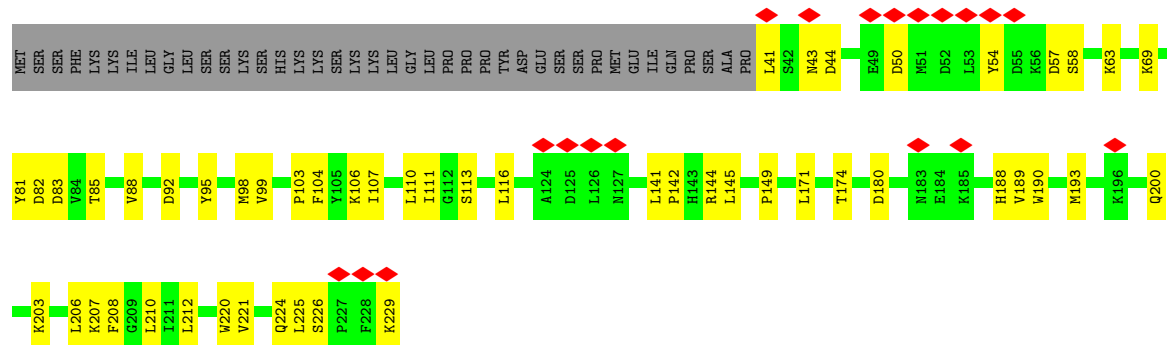 MET SER SER PHE LYS LYS ILE LEU GLY LEU SER SER LYS SER HIS LYS LYS SER LYS LYS LEU GLY LEU PRO PRO PRO TYR ASP GLU SER SER PRO MET GLU ILE GLN PRO SER ALA PRO L41 S42 N43 D44 E49 D50 M51 D52 L53 Y54 D55 K56 D57 S58 K63 K69
Y81 D82 D83 V84 T85 V88 D92 Y95 M98 V99 P103 F104 Y105 K106 I107 L110 I111 G112 S113 L116 A124 D125 L126 N127 L141 P142 H143 R144 L145 P149 L171 T174 D180 N183 E184 K185 H188 V189 W190 M193 K196 Q200
K203 L206 K207 F208 G209 L210 I211 L212 W220 V221 Q224 L225 S226 P227 F228 K229